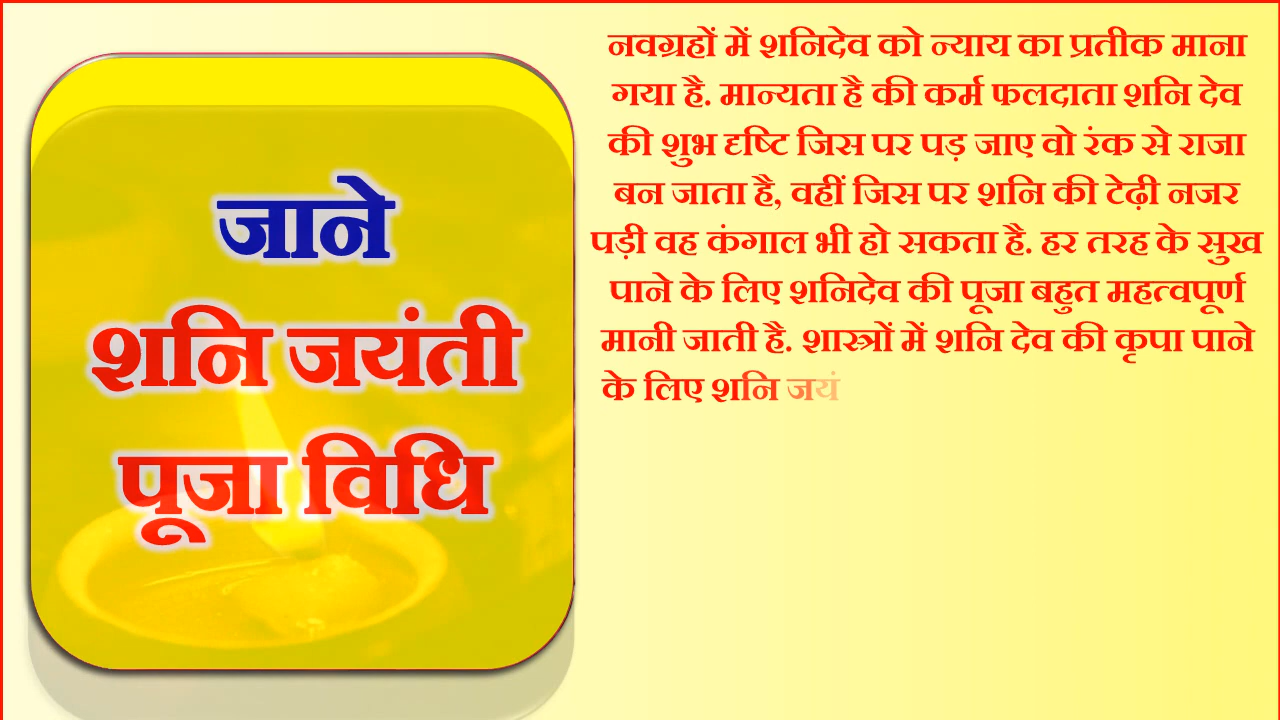 जाने
शनि जयंती
पूजा विधि
नवग्रहों में शनिदेव को न्याय का प्रतीक माना
गया है. मान्यता है की कर्म फलदाता शनि देव
की शुभ दृष्टि जिस पर पड़ जाए वो रंक से राजा
बन जाता है, वहीं जिस पर शनि की टेढ़ी नजर
पड़ी वह कंगाल भी हो सकता है. हर तरह के सुख
पाने के लिए शनिदेव की पूजा बहुत महत्वपूर्ण
मानी जाती है. शास्त्रों में शनि देव की कृपा पाने
के लिए शनि जयं